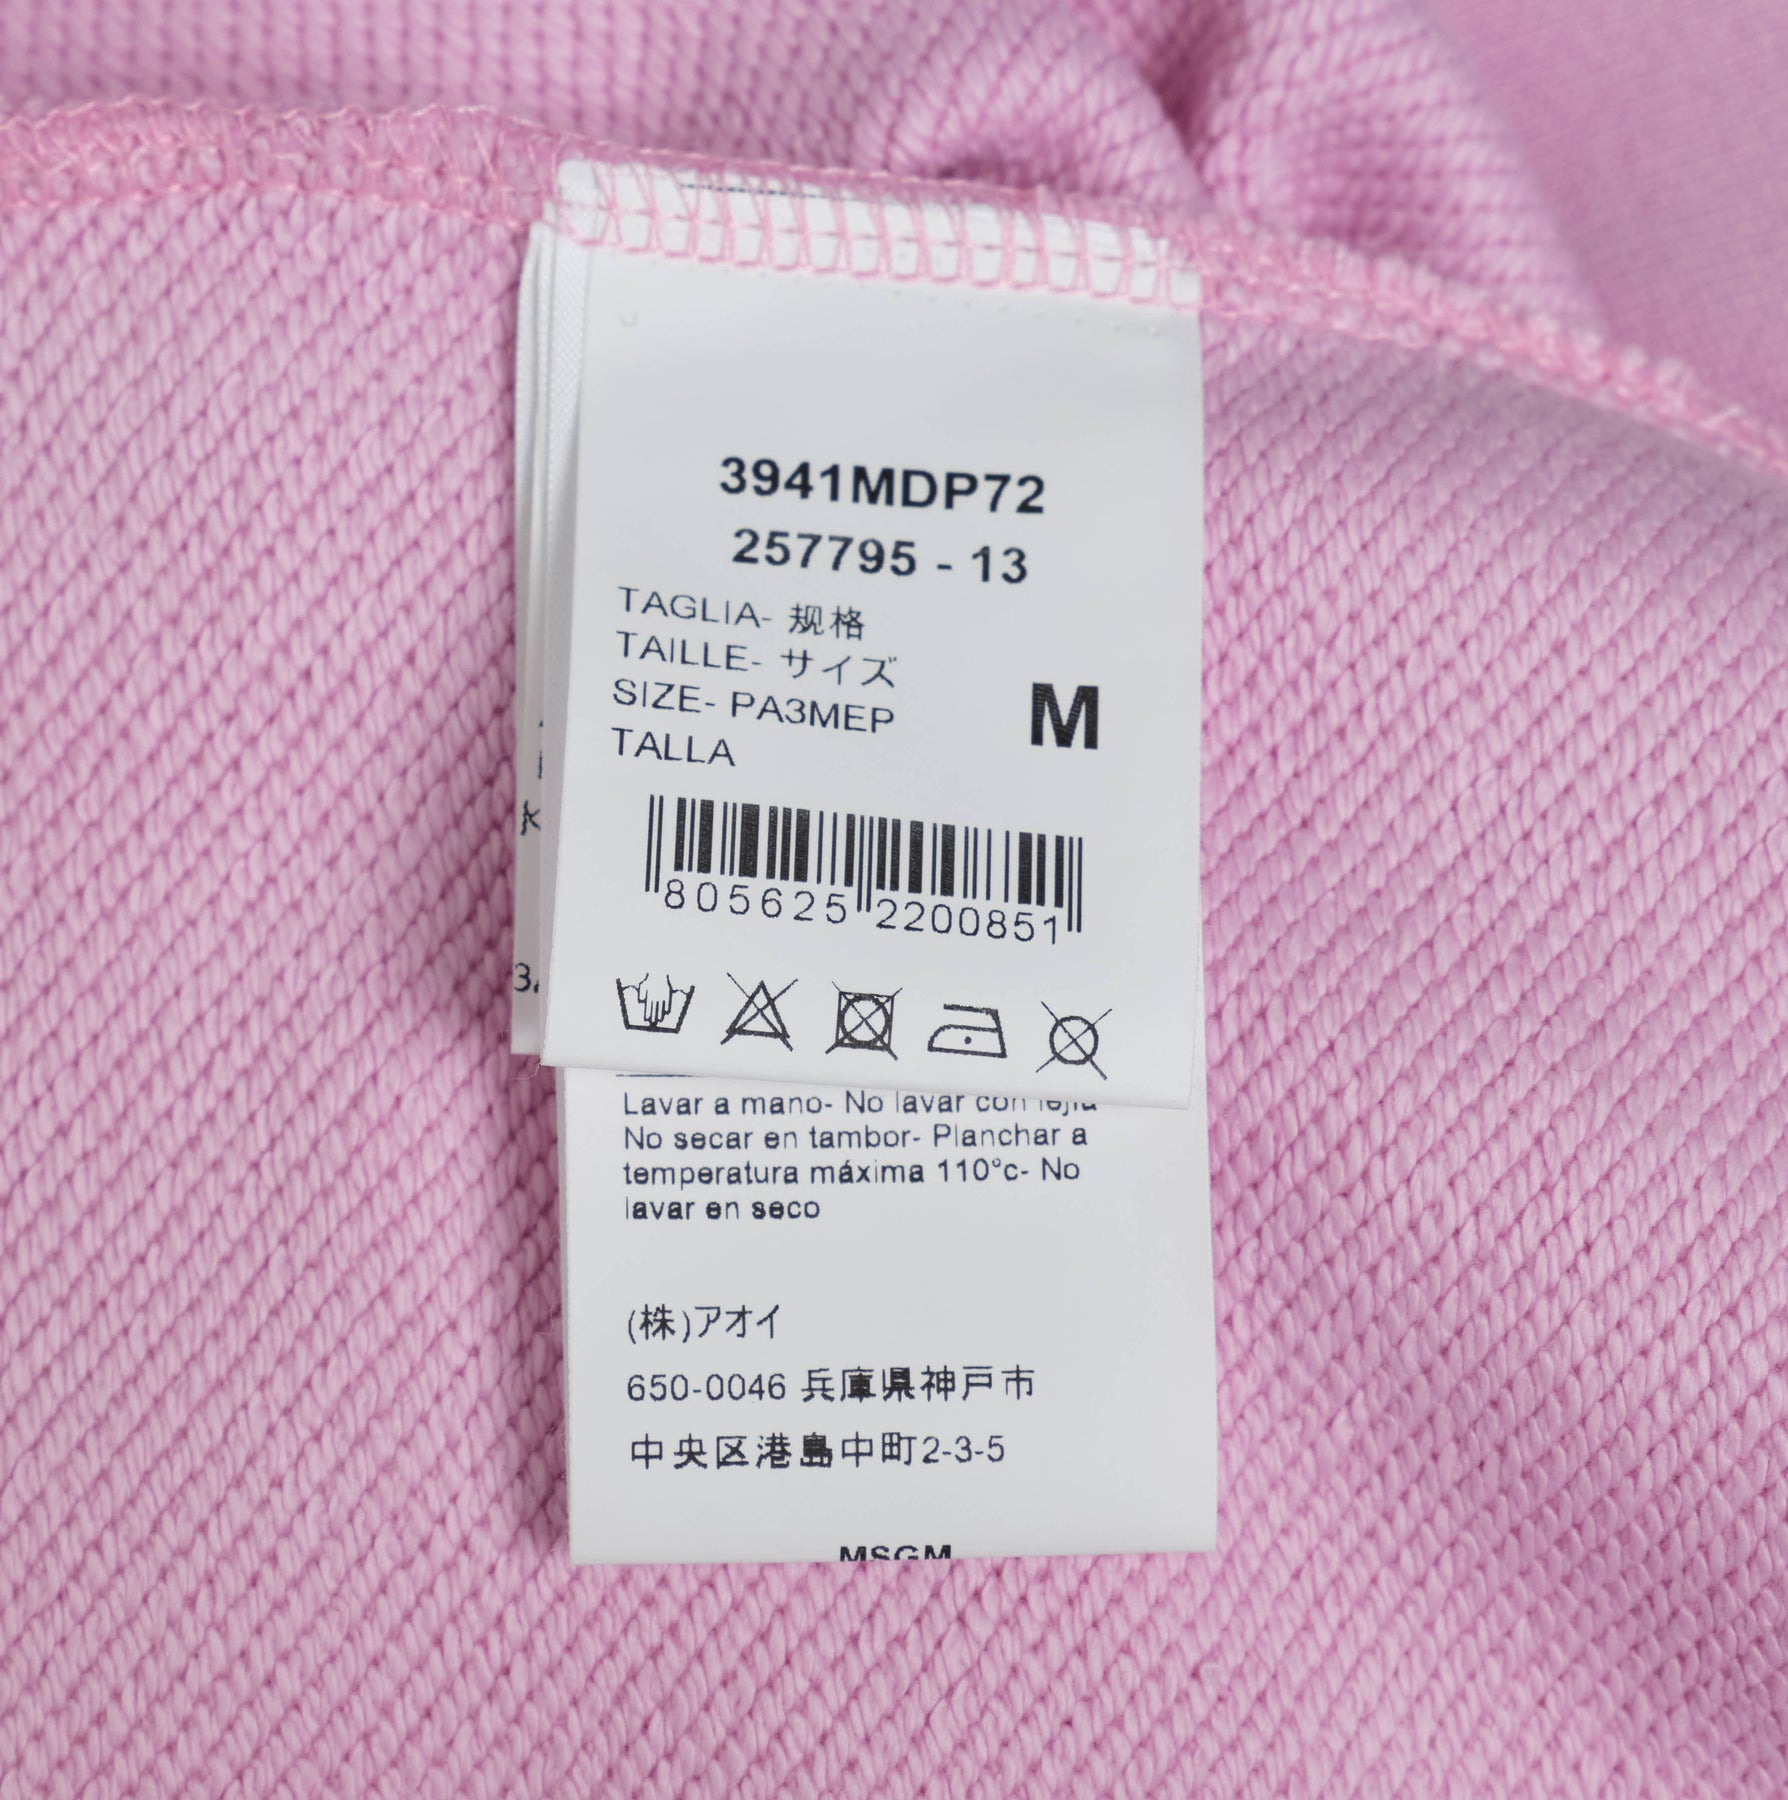 3941MDP72
257795 - 13
TAGLIA- 规格
TAILLE- サイズ
SIZE- РАЗМЕР
TALLA
M
805625 2200851
Lavar a mano- No lavar con lejía
No secar en tambor- Planchar a
temperatura máxima 110°c- No
lavar en seco
(株)アオイ
650-0046 兵庫県神戸市
中央区港島中町2-3-5
MSGM